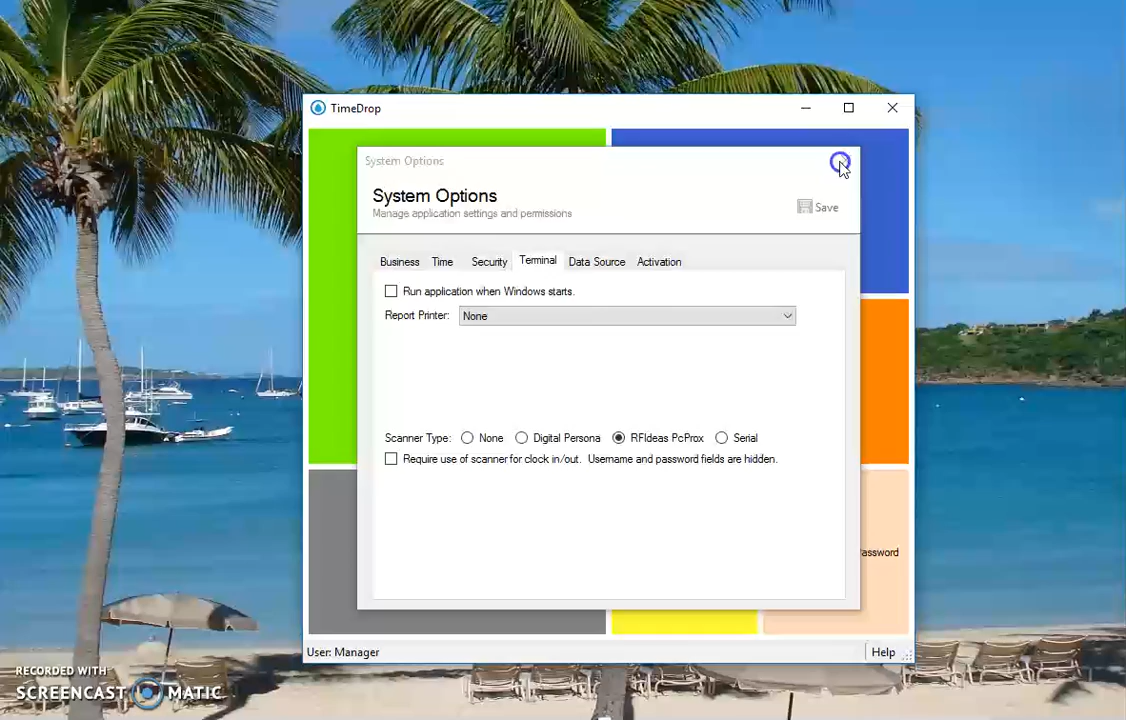 TimeDrop
System Options
System Options
Manage application settings and permissions
Save
Business Time Security Terminal Data Source Activation
Run application when Windows starts.
Report Printer: None
Scanner Type: None Digital Persona RFIdeas PcProx Serial
Require use of scanner for clock in/out. Username and password fields are hidden.
assword
User: Manager Help
RECORDED WITH
SCREENCAST MATIC